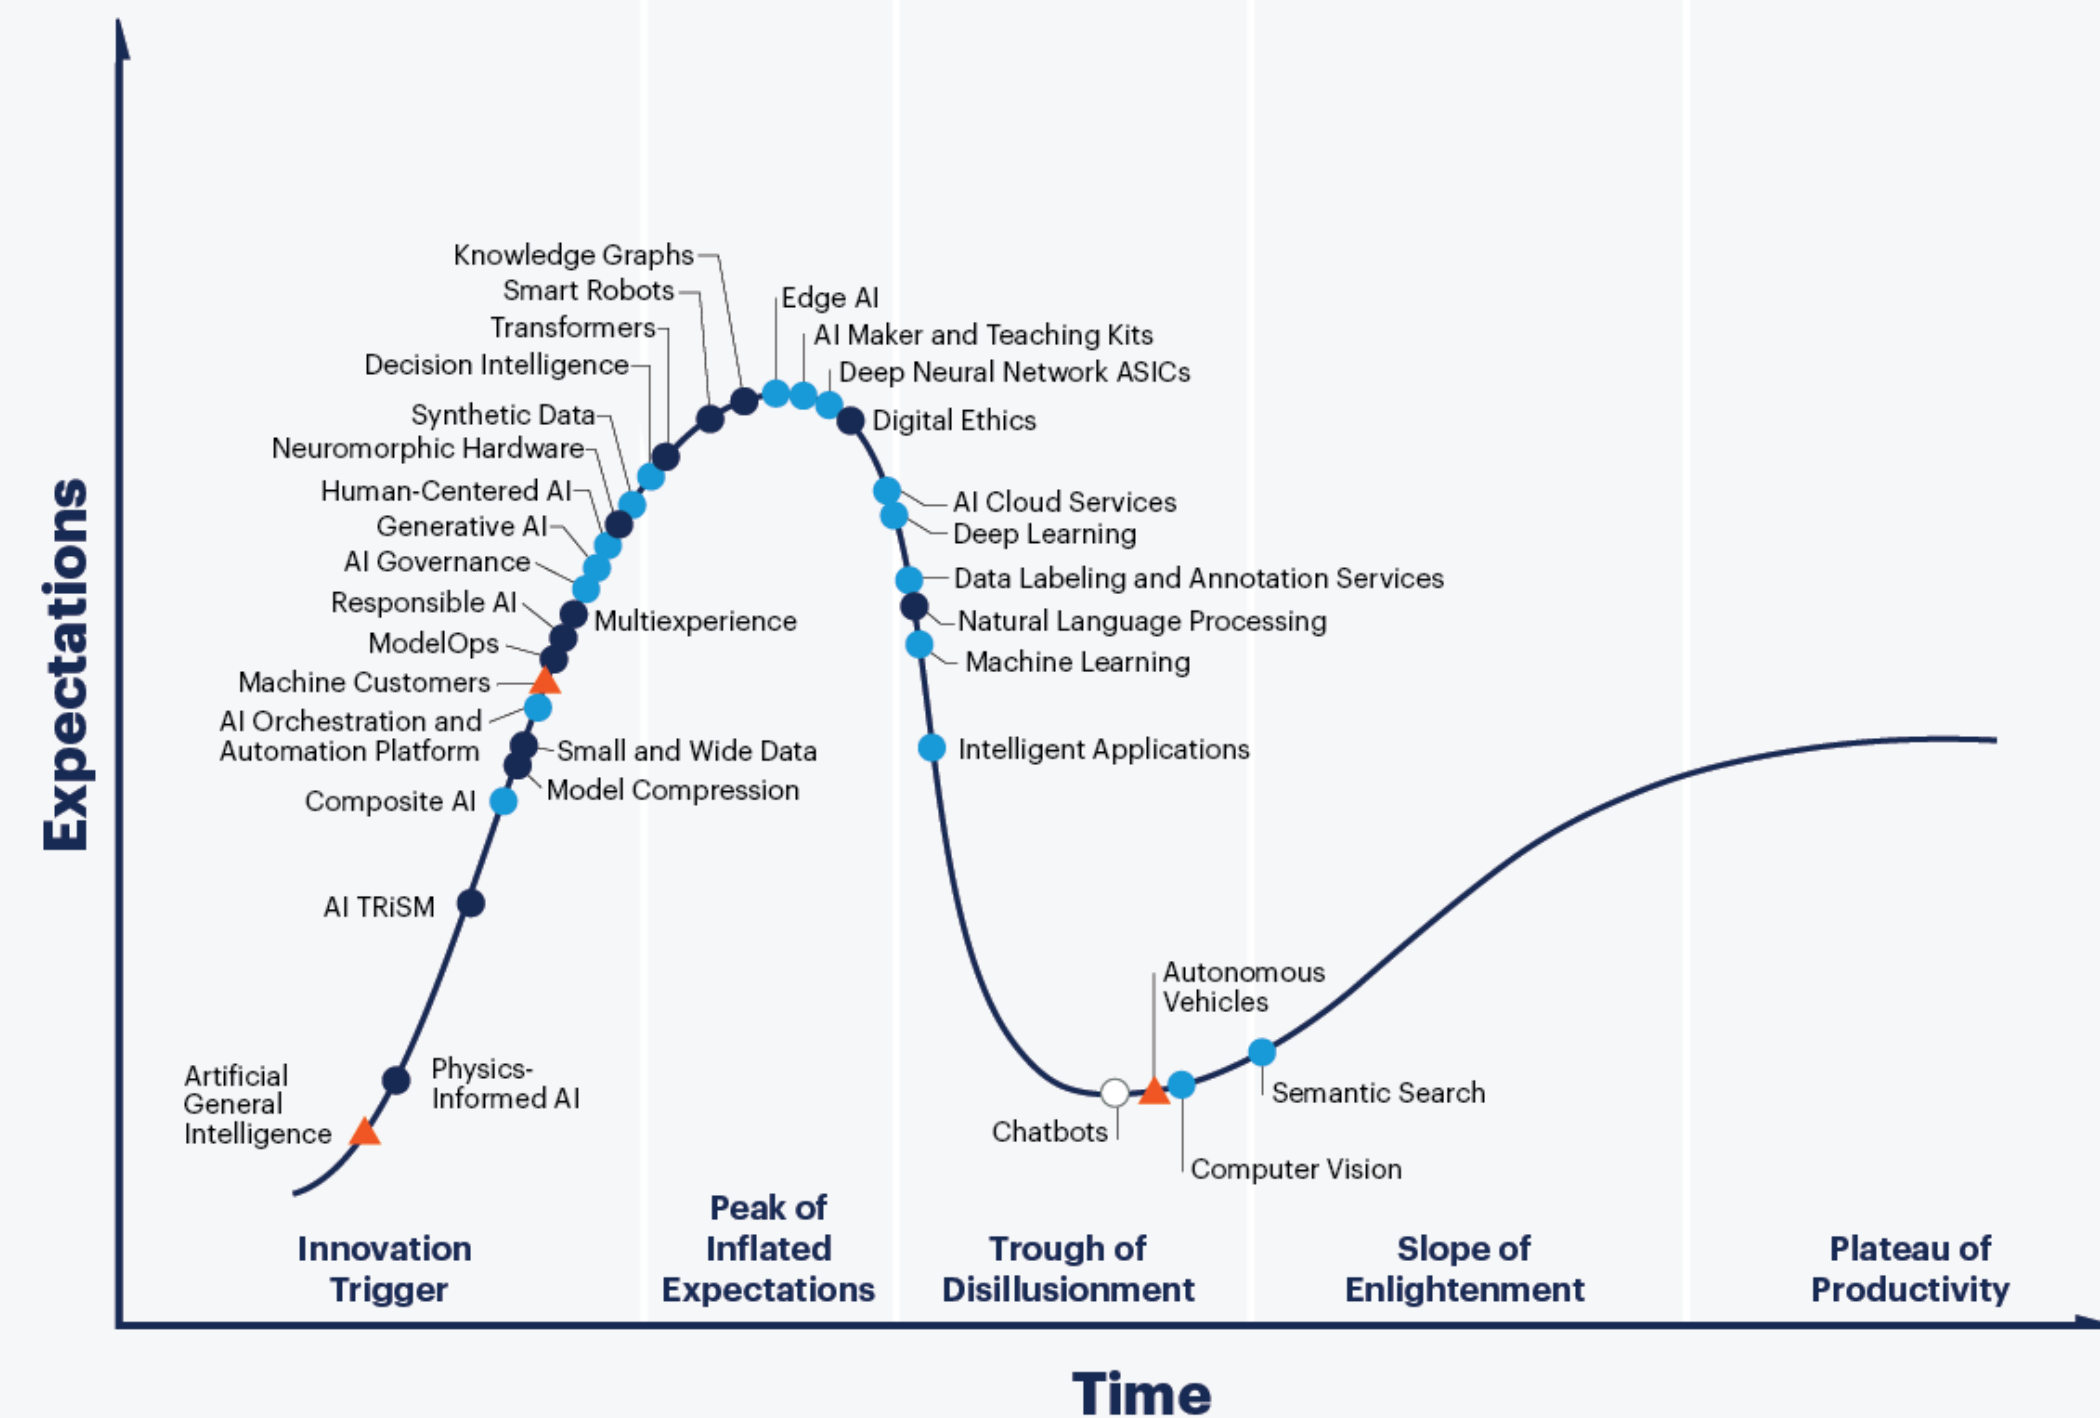 Knowledge Graphs
Smart Robots
Transformers
Decision Intelligence
Synthetic Data
Neuromorphic Hardware
Human-Centered AI
Generative AI
AI Governance
Responsible AI
Multiexperience
ModelOps
Machine Customers
AI Orchestration and
Automation Platform
Small and Wide Data
Model Compression
Composite AI
AI TRiSM
Physics-
Informed AI
Artificial
General
Intelligence
Edge AI
AI Maker and Teaching Kits
Deep Neural Network ASICs
Digital Ethics
AI Cloud Services
Deep Learning
Data Labeling and Annotation Services
Natural Language Processing
Machine Learning
Intelligent Applications
Autonomous
Vehicles
Chatbots
Computer Vision
Semantic Search
Expectations
Innovation
Trigger
Peak of
Inflated
Expectations
Trough of
Disillusionment
Slope of
Enlightenment
Plateau of
Productivity
Time